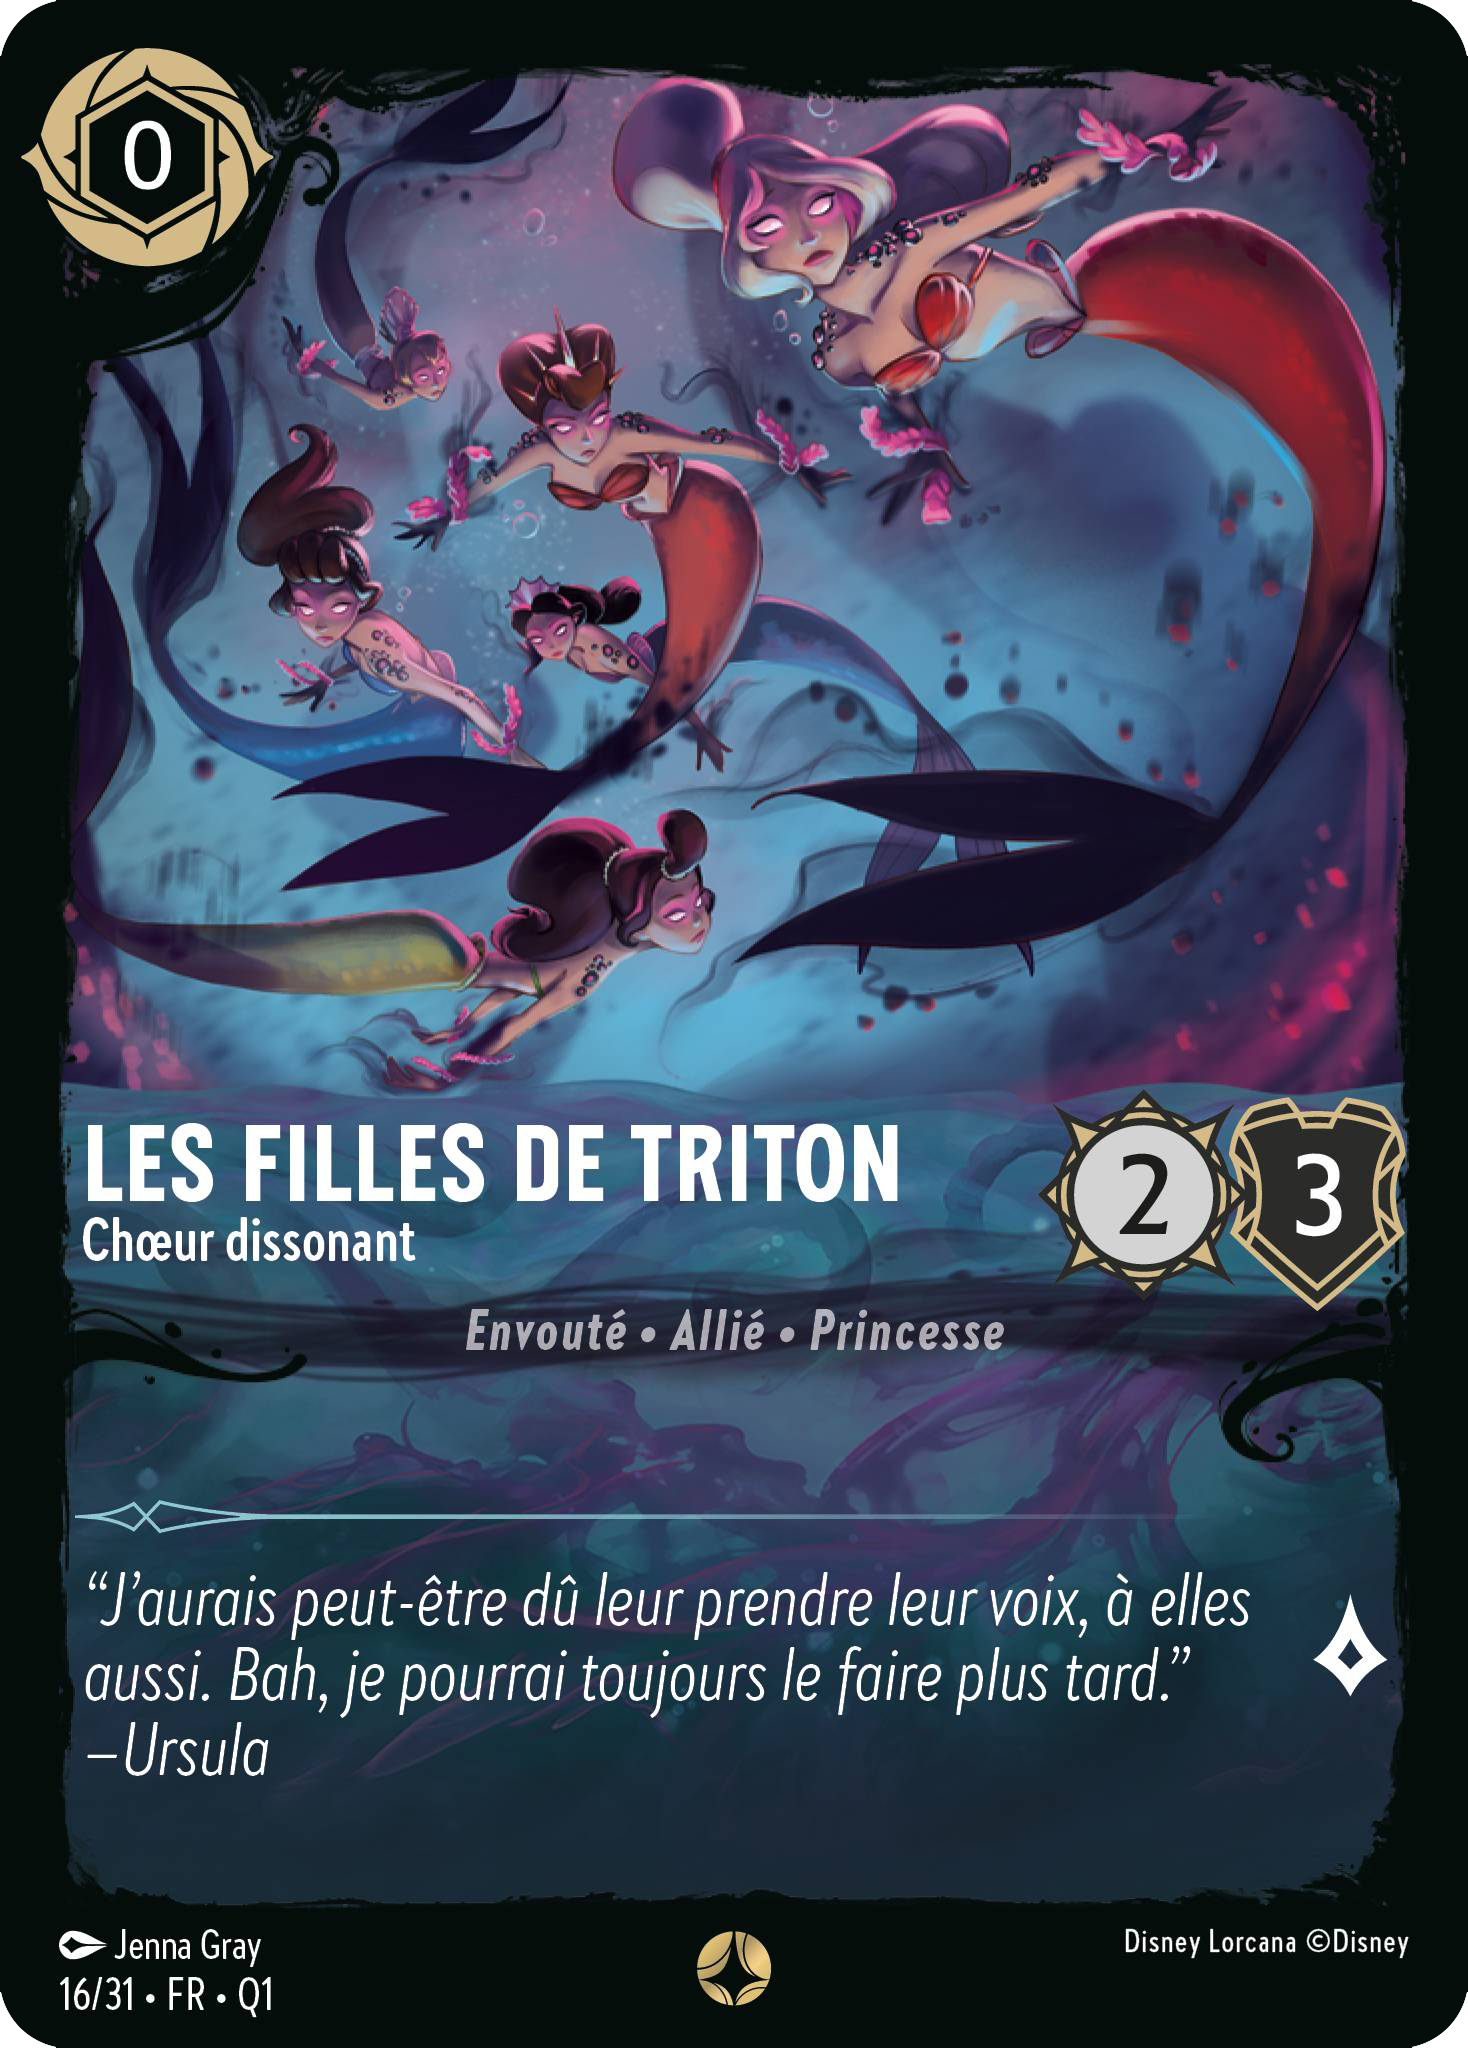 0
LES FILLES DE TRITON
Chœur dissonant
2
3
Envouté • Allié • Princesse
“J’aurais peut-être dû leur prendre leur voix, à elles
aussi. Bah, je pourrai toujours le faire plus tard.”
–Ursula
Jenna Gray
Disney Lorcana ©Disney
16/31 • FR • Q1